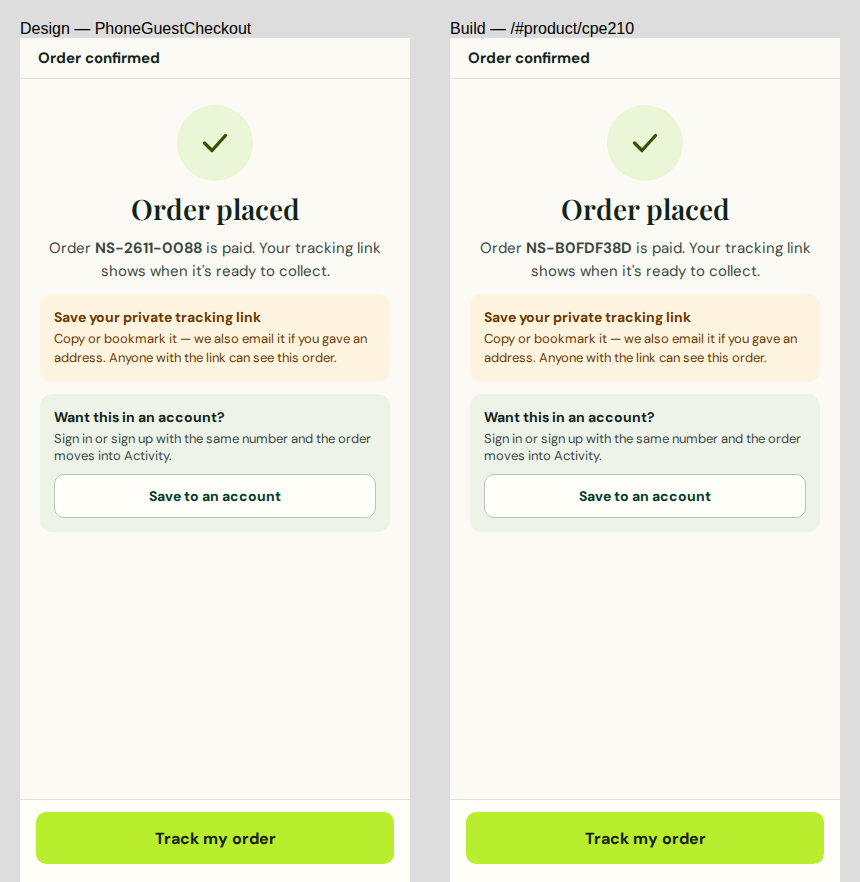 Design — PhoneGuestCheckout
Order confirmed
Order placed
Order NS-2611-0088 is paid. Your tracking link
shows when it's ready to collect.
Save your private tracking link
Copy or bookmark it — we also email it if you gave an
address. Anyone with the link can see this order.
Want this in an account?
Sign in or sign up with the same number and the order
moves into Activity.
Save to an account
Track my order
Build — /#product/cpe210
Order confirmed
Order placed
Order NS-B0FDF38D is paid. Your tracking link
shows when it's ready to collect.
Save your private tracking link
Copy or bookmark it — we also email it if you gave an
address. Anyone with the link can see this order.
Want this in an account?
Sign in or sign up with the same number and the order
moves into Activity.
Save to an account
Track my order